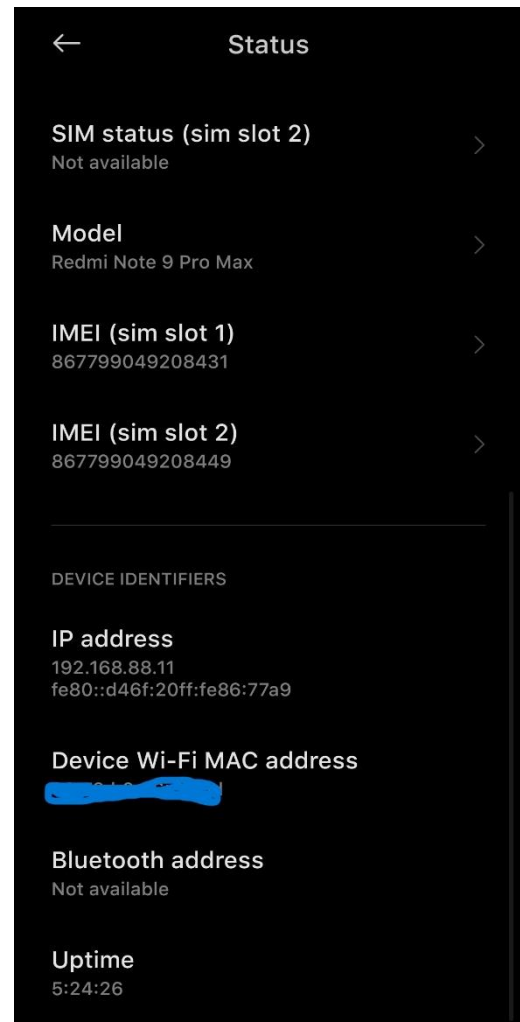 Status
SIM status (sim slot 2)
Not available
Model
Redmi Note 9 Pro Max
IMEI (sim slot 1)
867799049208431
IMEI (sim slot 2)
867799049208449
DEVICE IDENTIFIERS
IP address
192.168.88.11
fe80::d46f:20ff:fe86:77a9
Device Wi-Fi MAC address
Bluetooth address
Not available
Uptime
5:24:26